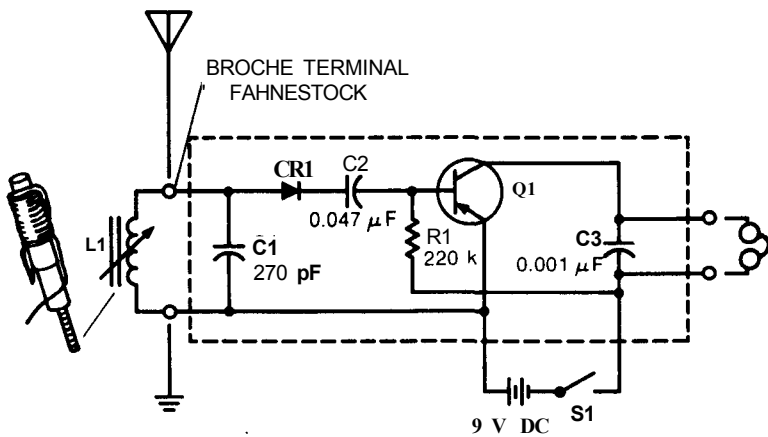 BROCHE TERMINAL
FAHNESTOCK
CR1
C2
0.047 μF
Q1
L1
C1
270 pF
R1
220 k
C3
0.001 μF
9 V DC
S1